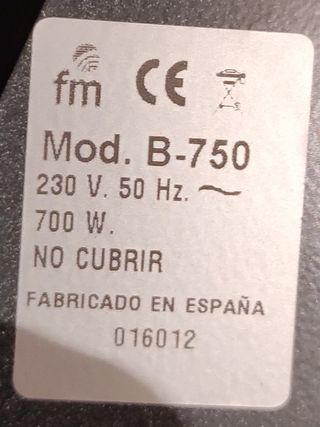 fm CE
Mod. B-750
230 V. 50 Hz. ~
700 W.
NO CUBRIR
FABRICADO EN ESPAÑA
016012